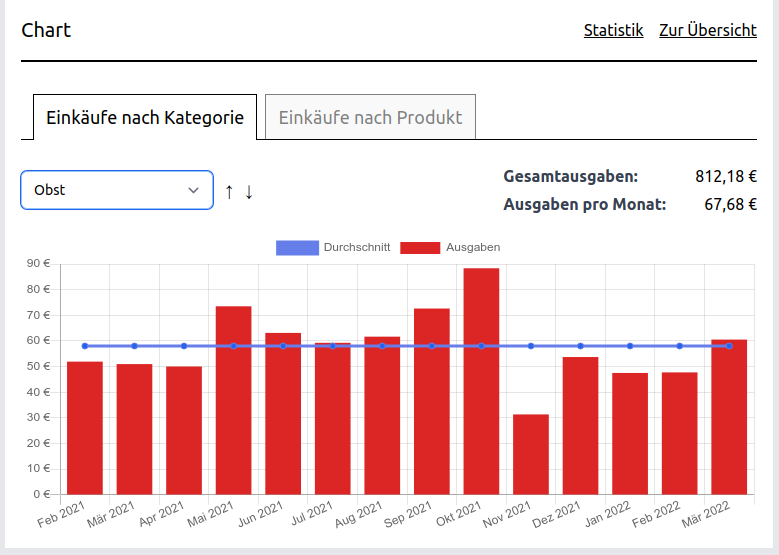 Chart Statistik Zur Übersicht
Einkäufe nach Kategorie Einkäufe nach Produkt
Obst ↑ ↓
Gesamtausgaben: 812,18 €
Ausgaben pro Monat: 67,68 €
Durchschnitt Ausgaben
90 €
80 €
70 €
60 €
50 €
40 €
30 €
20 €
10 €
0 €
Feb 2021 Mär 2021 Apr 2021 Mai 2021 Jun 2021 Jul 2021 Aug 2021 Sep 2021 Okt 2021 Nov 2021 Dez 2021 Jan 2022 Feb 2022 Mär 2022